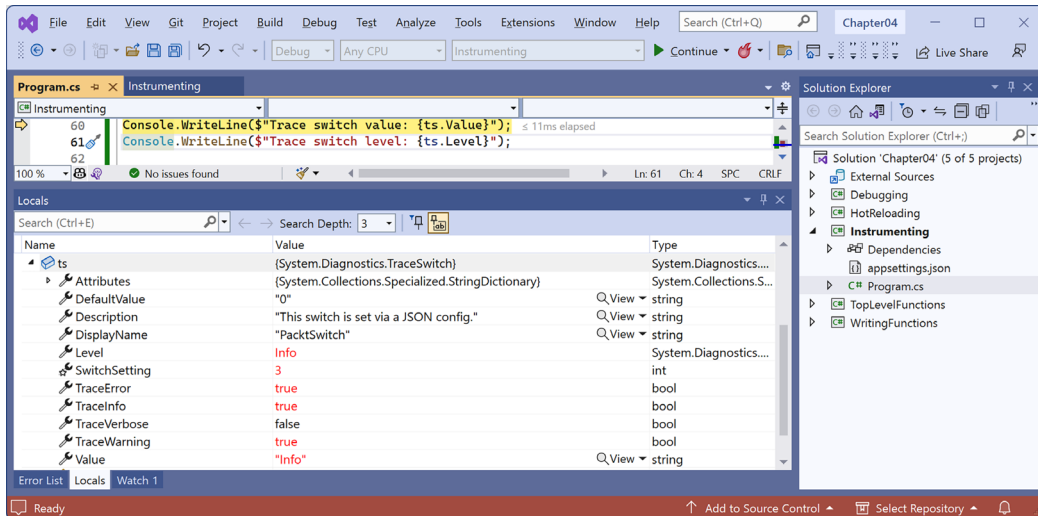 File Edit View Git Project Build Debug Test Analyze Tools Extensions Window Help Search (Ctrl+Q) Chapter04
Debug Any CPU Instrumenting Continue Live Share
Program.cs Instrumenting
C# Instrumenting
60 Console.WriteLine($"Trace switch value: {ts.Value}"); ≤ 11ms elapsed
61 Console.WriteLine($"Trace switch level: {ts.Level}");
62
100 % No issues found Ln: 61 Ch: 4 SPC CRLF
Locals
Search (Ctrl+E) Search Depth: 3
Name Value Type
ts {System.Diagnostics.TraceSwitch} System.Diagnostics....
Attributes {System.Collections.Specialized.StringDictionary} System.Collections.S...
DefaultValue "0" View string
Description "This switch is set via a JSON config." View string
DisplayName "PacktSwitch" View string
Level Info System.Diagnostics....
SwitchSetting 3 int
TraceError true bool
TraceInfo true bool
TraceVerbose false bool
TraceWarning true bool
Value "Info" View string
Error List Locals Watch 1
Solution Explorer
Search Solution Explorer (Ctrl+;)
Solution 'Chapter04' (5 of 5 projects)
External Sources
C# Debugging
C# HotReloading
C# Instrumenting
Dependencies
appsettings.json
C# Program.cs
C# TopLevelFunctions
C# WritingFunctions
Ready Add to Source Control Select Repository